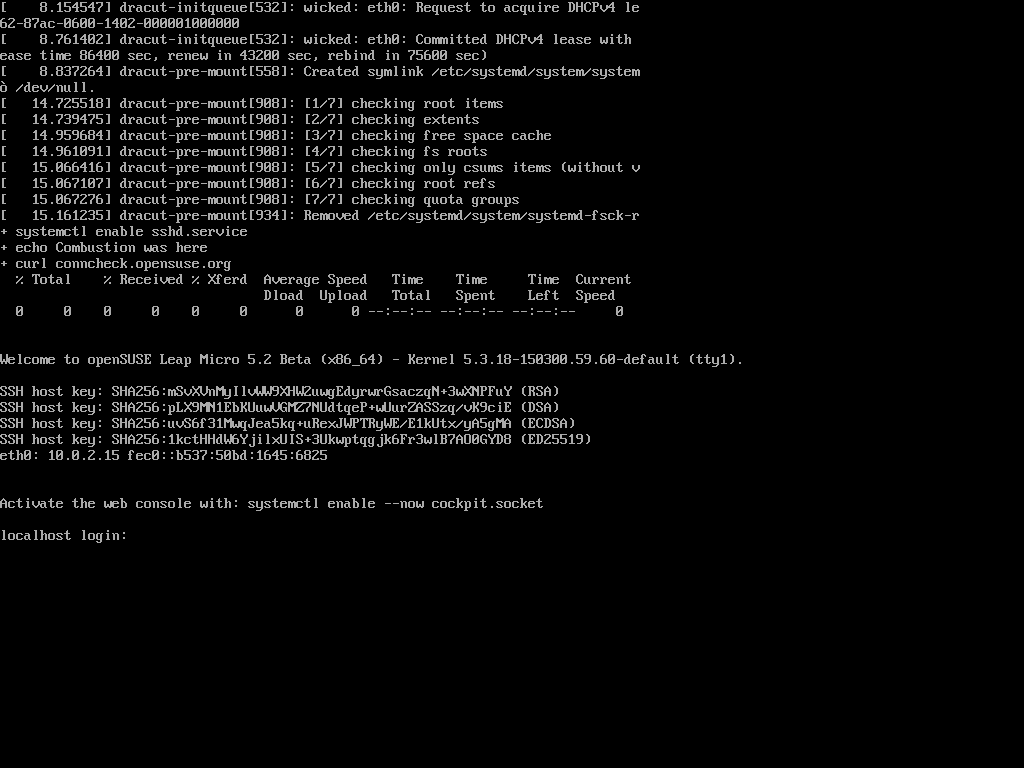 [    8.154547] dracut-initqueue[532]: wicked: eth0: Request to acquire DHCPv4 le
62-87ac-0600-1402-000001000000
[    8.761402] dracut-initqueue[532]: wicked: eth0: Committed DHCPv4 lease with
ease time 86400 sec, renew in 43200 sec, rebind in 75600 sec)
[    8.837264] dracut-pre-mount[558]: Created symlink /etc/systemd/system/system
ò /dev/null.
[   14.725518] dracut-pre-mount[908]: [1/7] checking root items
[   14.739475] dracut-pre-mount[908]: [2/7] checking extents
[   14.959684] dracut-pre-mount[908]: [3/7] checking free space cache
[   14.961091] dracut-pre-mount[908]: [4/7] checking fs roots
[   15.066416] dracut-pre-mount[908]: [5/7] checking only csums items (without v
[   15.067107] dracut-pre-mount[908]: [6/7] checking root refs
[   15.067276] dracut-pre-mount[908]: [7/7] checking quota groups
[   15.161235] dracut-pre-mount[934]: Removed /etc/systemd/system/systemd-fsck-r
+ systemctl enable sshd.service
+ echo Combustion was here
+ curl conncheck.opensuse.org
  % Total    % Received % Xferd  Average Speed   Time    Time     Time  Current
                                 Dload  Upload   Total   Spent    Left  Speed
  0     0    0     0    0     0      0      0 --:--:-- --:--:-- --:--:--     0
Welcome to openSUSE Leap Micro 5.2 Beta (x86_64) - Kernel 5.3.18-150300.59.60-default (tty1).
SSH host key: SHA256:mSvXVnMyIlvWW9XHW2uwgEdyrwrGsaczqN+3wXNPFuY (RSA)
SSH host key: SHA256:pLX9MN1EbKUuwVGMZ7NUdtqeP+wUurZASSzq/vK9ciE (DSA)
SSH host key: SHA256:uvS6f31MwqJea5kq+uRexJWPTRyWE/E1kUtx/yA5gMA (ECDSA)
SSH host key: SHA256:1kctHHdW6YjilxUIS+3Ukwptqgjk6Fr3wlB7AO0GYD8 (ED25519)
eth0: 10.0.2.15 fec0::b537:50bd:1645:6825
Activate the web console with: systemctl enable --now cockpit.socket
localhost login: